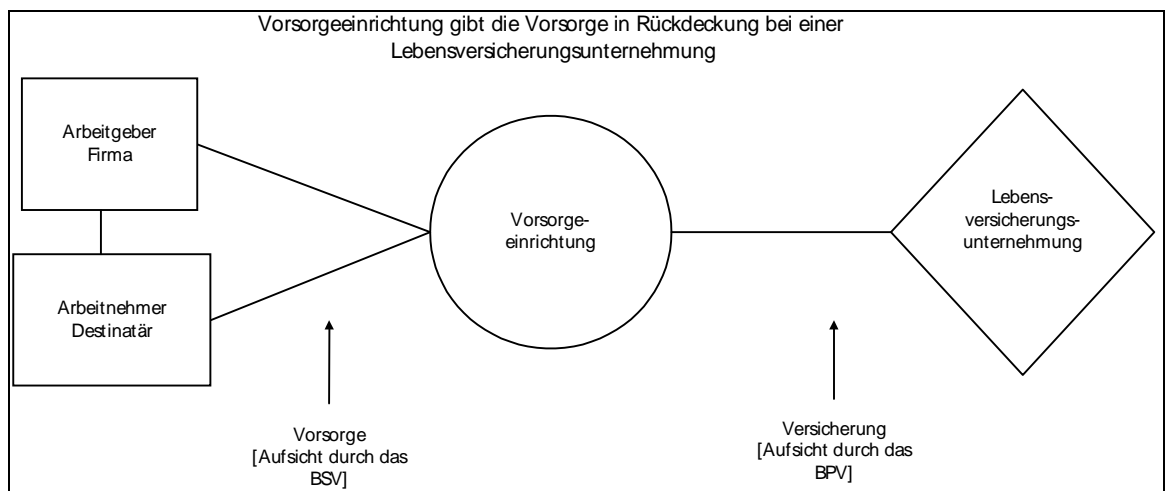 Vorsorgeeinrichtung gibt die Vorsorge in Rückdeckung bei einer
Lebensversicherungsunternehmung
Arbeitgeber
Firma
Arbeitnehmer
Destinatär
Vorsorge-
einrichtung
Lebens-
versicherungs-
unternehmung
Vorsorge
[Aufsicht durch das
BSV]
Versicherung
[Aufsicht durch das
BPV]